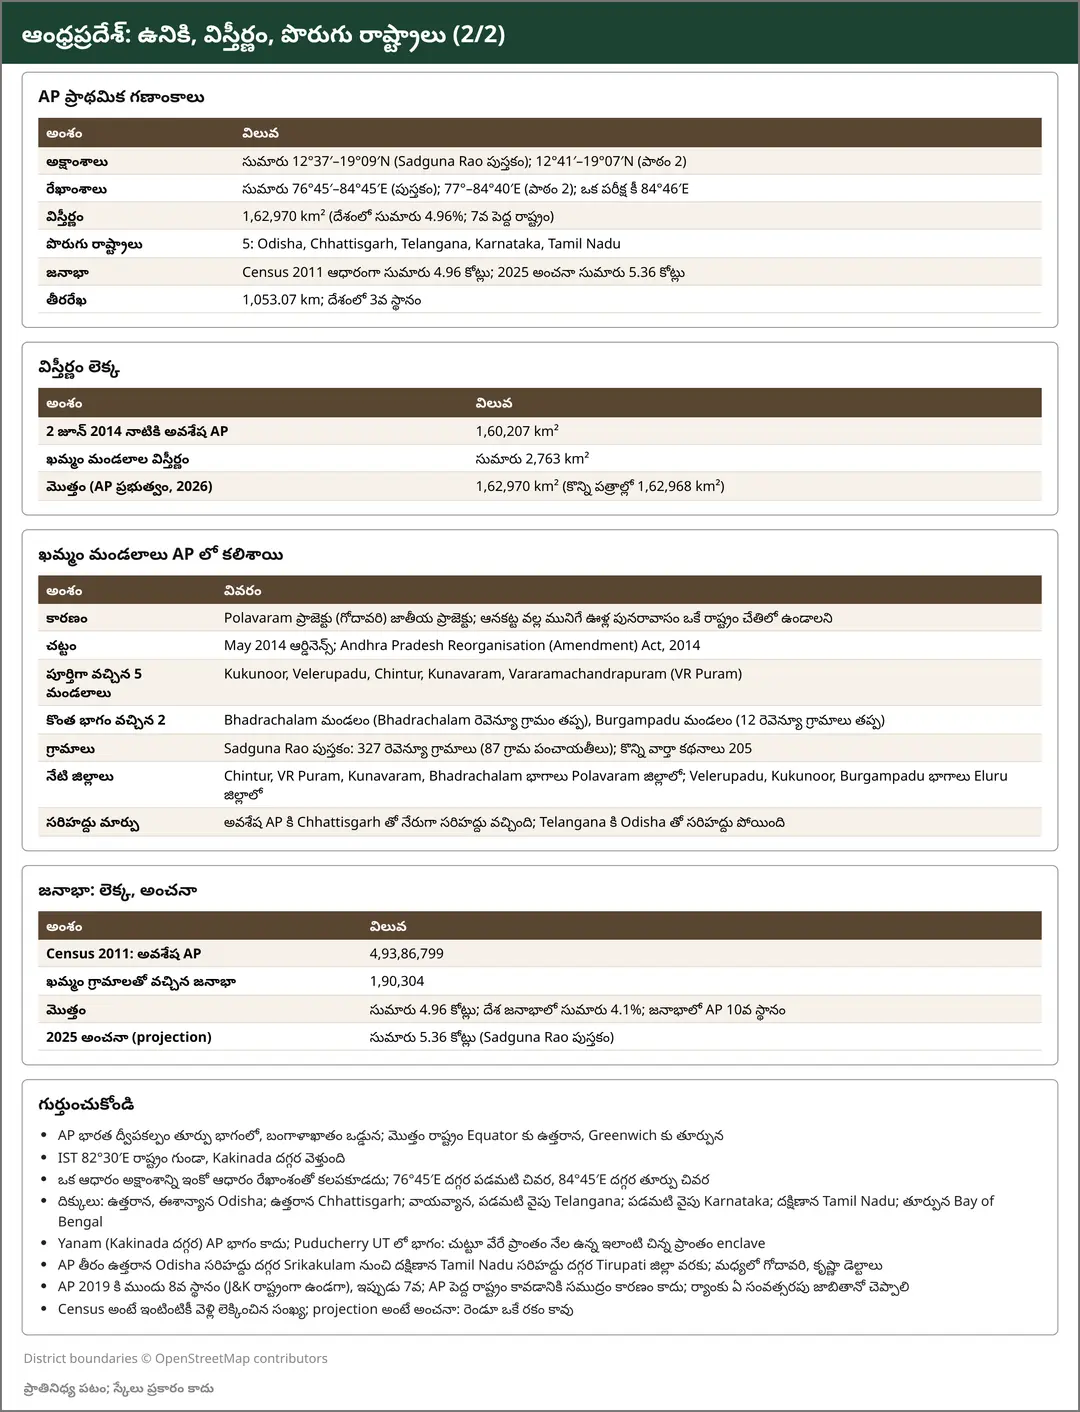 ఆంధ్రప్రదేశ్: ఉనికి, విస్తీర్ణం, పొరుగు రాష్ట్రాలు (2/2)
AP ప్రాథమిక గణాంకాలు
అంశం విలువ
అక్షాంశాలు సుమారు 12°37′–19°09′N (Sadguna Rao పుస్తకం); 12°41′–19°07′N (పాఠం 2)
రేఖాంశాలు సుమారు 76°45′–84°45′E (పుస్తకం); 77°–84°40′E (పాఠం 2); ఒక పరీక్ష కీ 84°46′E
విస్తీర్ణం 1,62,970 km² (దేశంలో సుమారు 4.96%; 7వ పెద్ద రాష్ట్రం)
పొరుగు రాష్ట్రాలు 5: Odisha, Chhattisgarh, Telangana, Karnataka, Tamil Nadu
జనాభా Census 2011 ఆధారంగా సుమారు 4.96 కోట్లు; 2025 అంచనా సుమారు 5.36 కోట్లు
తీరరేఖ 1,053.07 km; దేశంలో 3వ స్థానం
విస్తీర్ణం లెక్క
అంశం విలువ
2 జూన్ 2014 నాటికి అవశేష AP 1,60,207 km²
ఖమ్మం మండలాల విస్తీర్ణం సుమారు 2,763 km²
మొత్తం (AP ప్రభుత్వం, 2026) 1,62,970 km² (కొన్ని పత్రాల్లో 1,62,968 km²)
ఖమ్మం మండలాలు AP లో కలిశాయి
అంశం వివరం
కారణం Polavaram ప్రాజెక్టు (గోదావరి) జాతీయ ప్రాజెక్టు; ఆనకట్ట వల్ల మునిగే ఊళ్ల పునరావాసం ఒకే రాష్ట్రం చేతిలో ఉండాలని
చట్టం May 2014 ఆర్డినెన్స్; Andhra Pradesh Reorganisation (Amendment) Act, 2014
పూర్తిగా వచ్చిన 5 Kukunoor, Velerupadu, Chintur, Kunavaram, Vararamachandrapuram (VR Puram)
మండలాలు
కొంత భాగం వచ్చిన 2 Bhadrachalam మండలం (Bhadrachalam రెవెన్యూ గ్రామం తప్ప), Burgampadu మండలం (12 రెవెన్యూ గ్రామాలు తప్ప)
గ్రామాలు Sadguna Rao పుస్తకం: 327 రెవెన్యూ గ్రామాలు (87 గ్రామ పంచాయతీలు); కొన్ని వార్తా కథనాలు 205
నేటి జిల్లాలు Chintur, VR Puram, Kunavaram, Bhadrachalam భాగాలు Polavaram జిల్లాలో; Velerupadu, Kukunoor, Burgampadu భాగాలు Eluru
జిల్లాలో
సరిహద్దు మార్పు అవశేష AP కి Chhattisgarh తో నేరుగా సరిహద్దు వచ్చింది; Telangana కి Odisha తో సరిహద్దు పోయింది
జనాభా: లెక్క, అంచనా
అంశం విలువ
Census 2011: అవశేష AP 4,93,86,799
ఖమ్మం గ్రామాలతో వచ్చిన జనాభా 1,90,304
మొత్తం సుమారు 4.96 కోట్లు; దేశ జనాభాలో సుమారు 4.1%; జనాభాలో AP 10వ స్థానం
2025 అంచనా (projection) సుమారు 5.36 కోట్లు (Sadguna Rao పుస్తకం)
గుర్తుంచుకోండి
• AP భారత ద్వీపకల్పం తూర్పు భాగంలో, బంగాళాఖాతం ఒడ్డున; మొత్తం రాష్ట్రం Equator కు ఉత్తరాన, Greenwich కు తూర్పున
• IST 82°30′E రాష్ట్రం గుండా, Kakinada దగ్గర వెళ్తుంది
• ఒక ఆధారం అక్షాంశాన్ని ఇంకో ఆధారం రేఖాంశంతో కలపకూడదు; 76°45′E దగ్గర పడమటి చివర, 84°45′E దగ్గర తూర్పు చివర
• దిక్కులు: ఉత్తరాన, ఈశాన్యాన Odisha; ఉత్తరాన Chhattisgarh; వాయవ్యాన, పడమటి వైపు Telangana; పడమటి వైపు Karnataka; దక్షిణాన Tamil Nadu; తూర్పున Bay of
Bengal
• Yanam (Kakinada దగ్గర) AP భాగం కాదు; Puducherry UT లో భాగం: చుట్టూ వేరే ప్రాంతం నేల ఉన్న ఇలాంటి చిన్న ప్రాంతం enclave
• AP తీరం ఉత్తరాన Odisha సరిహద్దు దగ్గర Srikakulam నుంచి దక్షిణాన Tamil Nadu సరిహద్దు దగ్గర Tirupati జిల్లా వరకు; మధ్యలో గోదావరి, కృష్ణా డెల్టాలు
• AP 2019 కి ముందు 8వ స్థానం (J&K రాష్ట్రంగా ఉండగా), ఇప్పుడు 7వ; AP పెద్ద రాష్ట్రం కావడానికి సముద్రం కారణం కాదు; ర్యాంకు ఏ సంవత్సరపు జాబితానో చెప్పాలి
• Census అంటే ఇంటింటికీ వెళ్లి లెక్కించిన సంఖ్య; projection అంటే అంచనా: రెండూ ఒకే రకం కావు
District boundaries © OpenStreetMap contributors
ప్రాతినిధ్య పటం; స్కేలు ప్రకారం కాదు